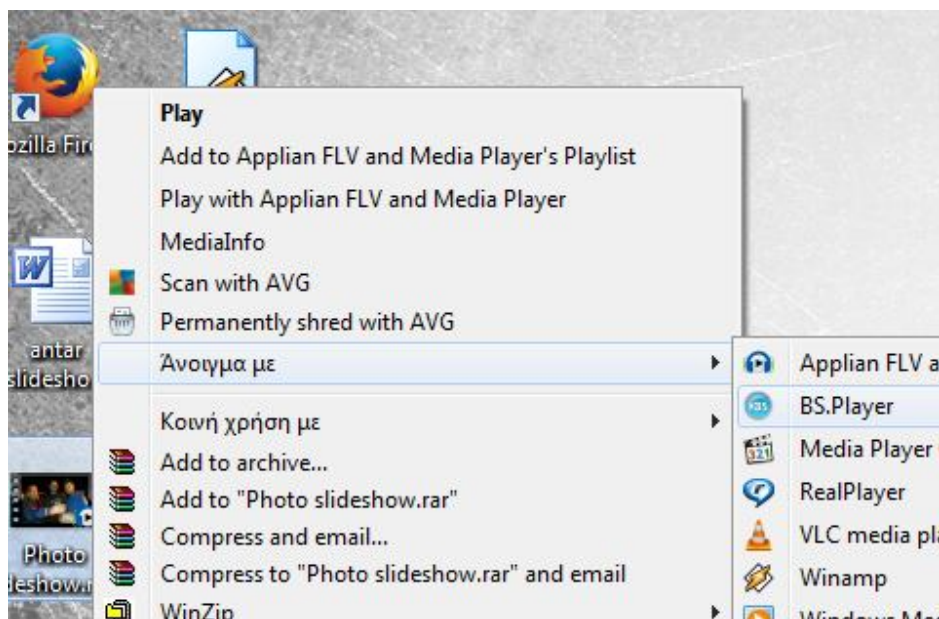 Play
Add to Applian FLV and Media Player's Playlist
Play with Applian FLV and Media Player
MediaInfo
Scan with AVG
Permanently shred with AVG
Άνοιγμα με
Κοινή χρήση με
Add to archive...
Add to "Photo slideshow.rar"
Compress and email...
Compress to "Photo slideshow.rar" and email
WinZip
Applian FLV a
BS.Player
Media Player
RealPlayer
VLC media pla
Winamp
Windows Med
ozilla Fire
antar
slidesho
Photo
deshow.r